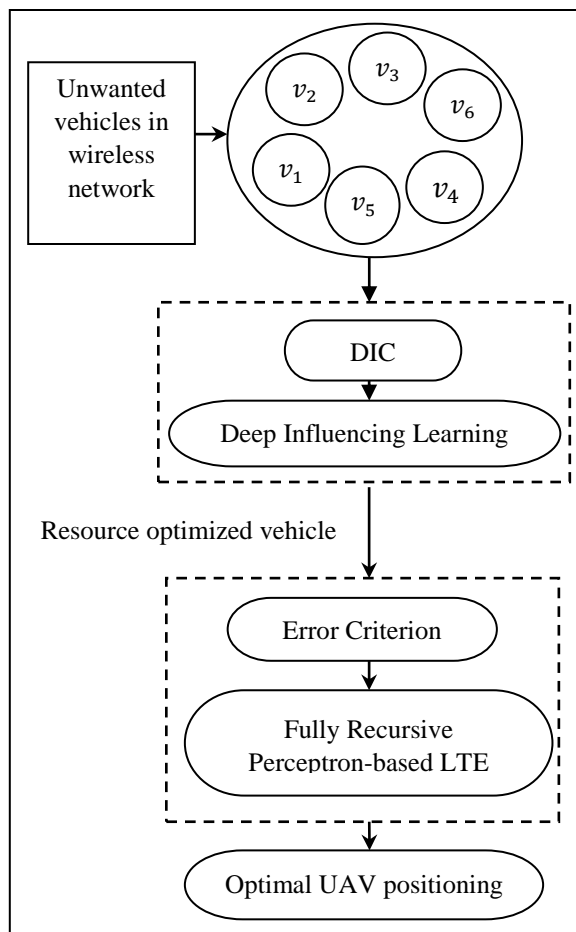 Unwanted
vehicles in
wireless
network
v₂
v₃
v₆
v₁
v₅
v₄
DIC
Deep Influencing Learning
Resource optimized vehicle
Error Criterion
Fully Recursive
Perceptron-based LTE
Optimal UAV positioning